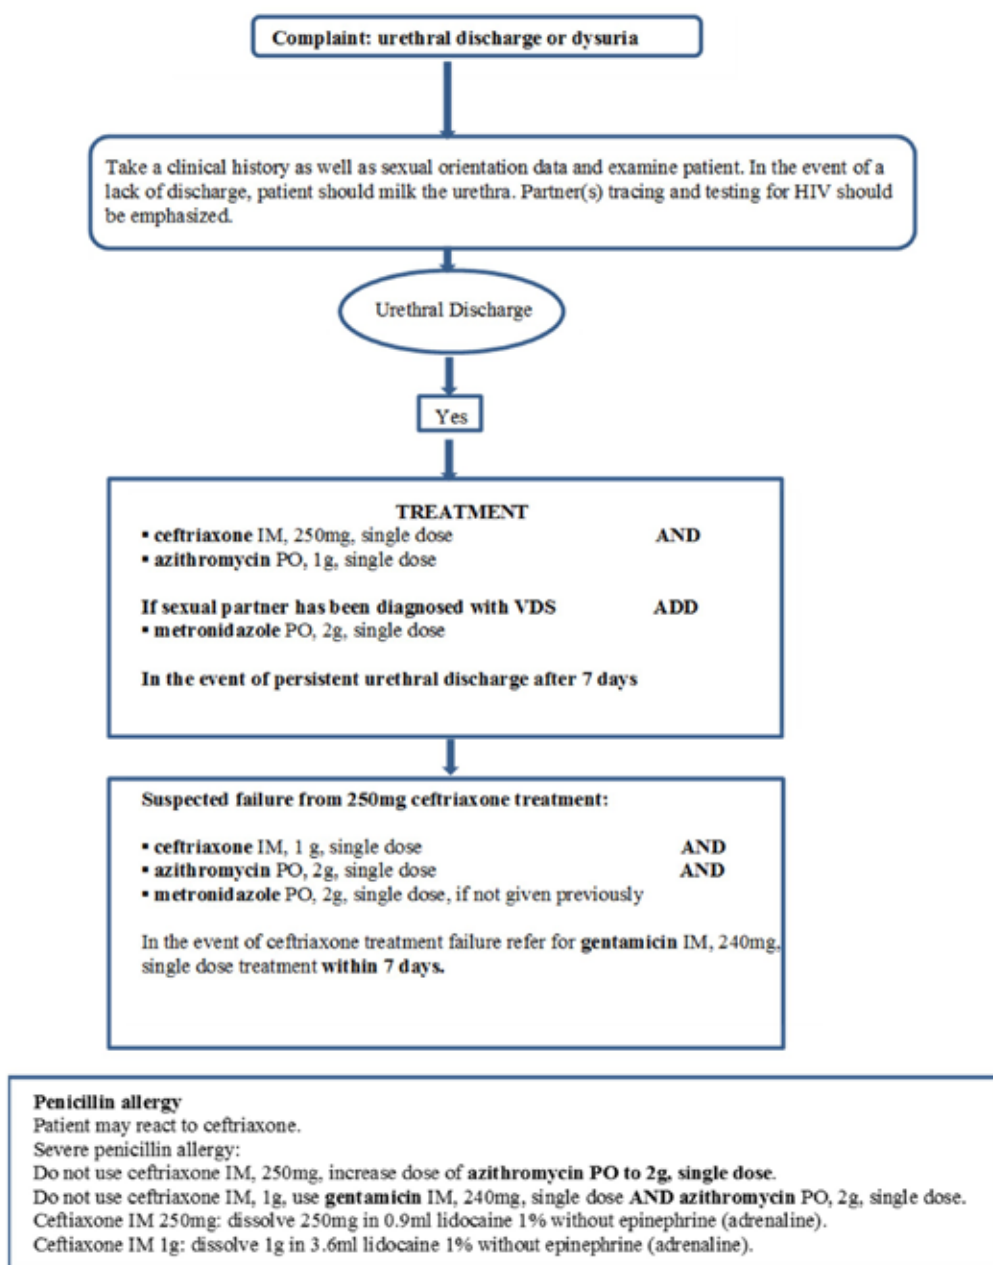 Complaint: urethral discharge or dysuria
Take a clinical history as well as sexual orientation data and examine patient. In the event of a
lack of discharge, patient should milk the urethra. Partner(s) tracing and testing for HIV should
be emphasized.
Urethral Discharge
Yes
TREATMENT
▪ ceftriaxone IM, 250mg, single dose AND
▪ azithromycin PO, 1g, single dose
If sexual partner has been diagnosed with VDS ADD
▪ metronidazole PO, 2g, single dose
In the event of persistent urethral discharge after 7 days
Suspected failure from 250mg ceftriaxone treatment:
▪ ceftriaxone IM, 1 g, single dose AND
▪ azithromycin PO, 2g, single dose AND
▪ metronidazole PO, 2g, single dose, if not given previously
In the event of ceftriaxone treatment failure refer for gentamicin IM, 240mg,
single dose treatment within 7 days.
Penicillin allergy
Patient may react to ceftriaxone.
Severe penicillin allergy:
Do not use ceftriaxone IM, 250mg, increase dose of azithromycin PO to 2g, single dose.
Do not use ceftriaxone IM, 1g, use gentamicin IM, 240mg, single dose AND azithromycin PO, 2g, single dose.
Ceftiaxone IM 250mg: dissolve 250mg in 0.9ml lidocaine 1% without epinephrine (adrenaline).
Ceftiaxone IM 1g: dissolve 1g in 3.6ml lidocaine 1% without epinephrine (adrenaline).